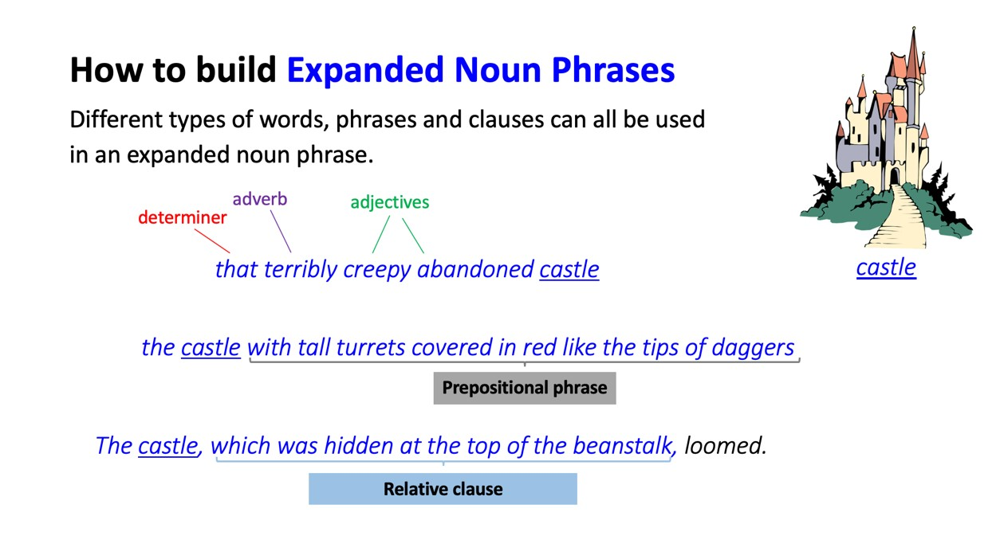 How to build Expanded Noun Phrases
Different types of words, phrases and clauses can all be used
in an expanded noun phrase.
adverb
adjectives
determiner
that terribly creepy abandoned castle
castle
the castle with tall turrets covered in red like the tips of daggers
Prepositional phrase
The castle, which was hidden at the top of the beanstalk, loomed.
Relative clause